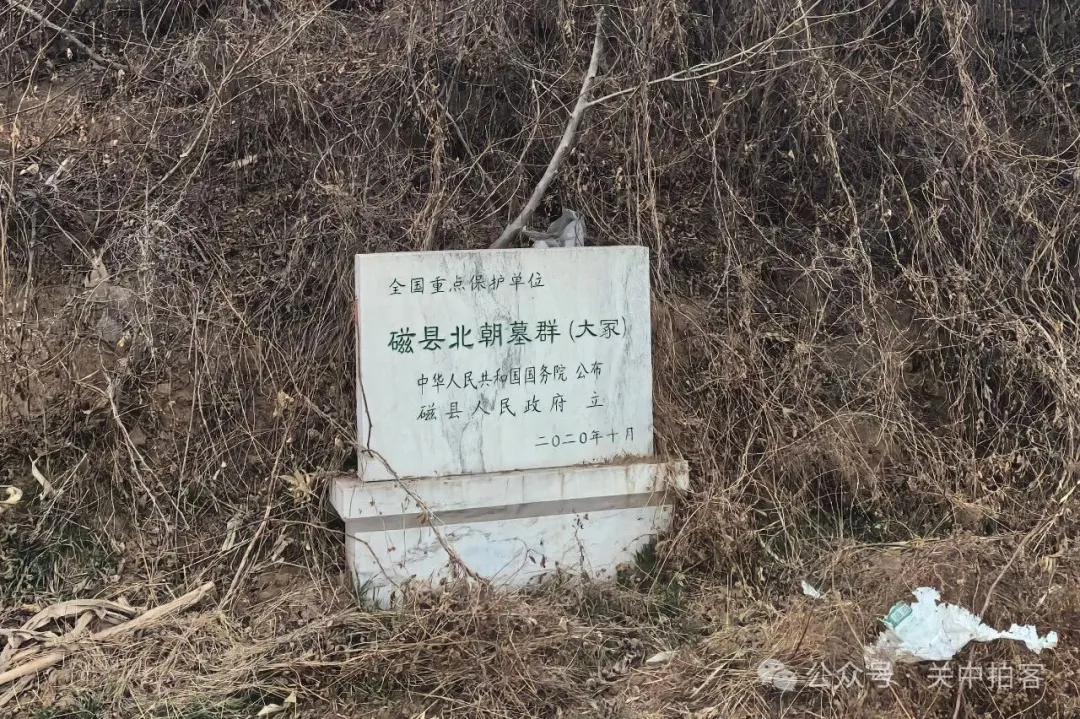 全国重点保护单位
磁县北朝墓群(大冢)
中华人民共和国国务院 公布
磁县人民政府 立
二〇二〇年十月
公众号 · 关中拍客